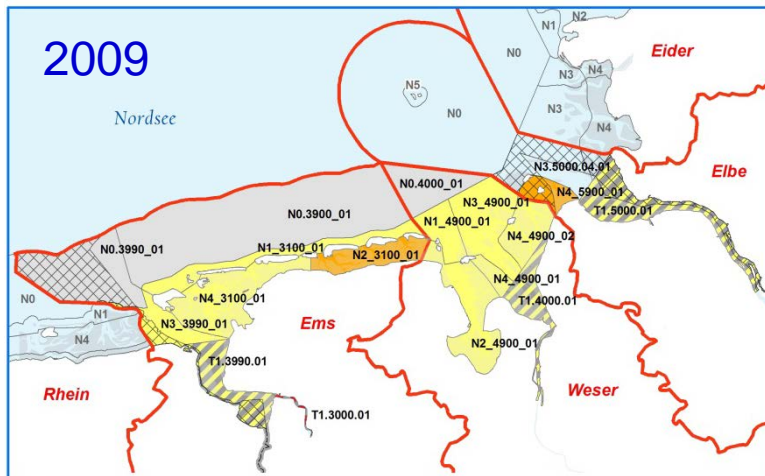 2009
Nordsee
N1
N2
N0
Eider
N3
N4
N5
N0
N3
N4
Elbe
N3.5000.04.01
N0.4000_01
N4_5900_01
N3_4900_01
T1.5000.01
N0.3900_01
N1_4900_01
N0.3990_01
N1_3100_01
N4_4900_02
N2_3100_01
N4_4900_01
N0
N4_3100_01
T1.4000.01
N1
N3_3990_01
Ems
N4
N2_4900_01
T1.3990.01
Rhein
Weser
T1.3000.01